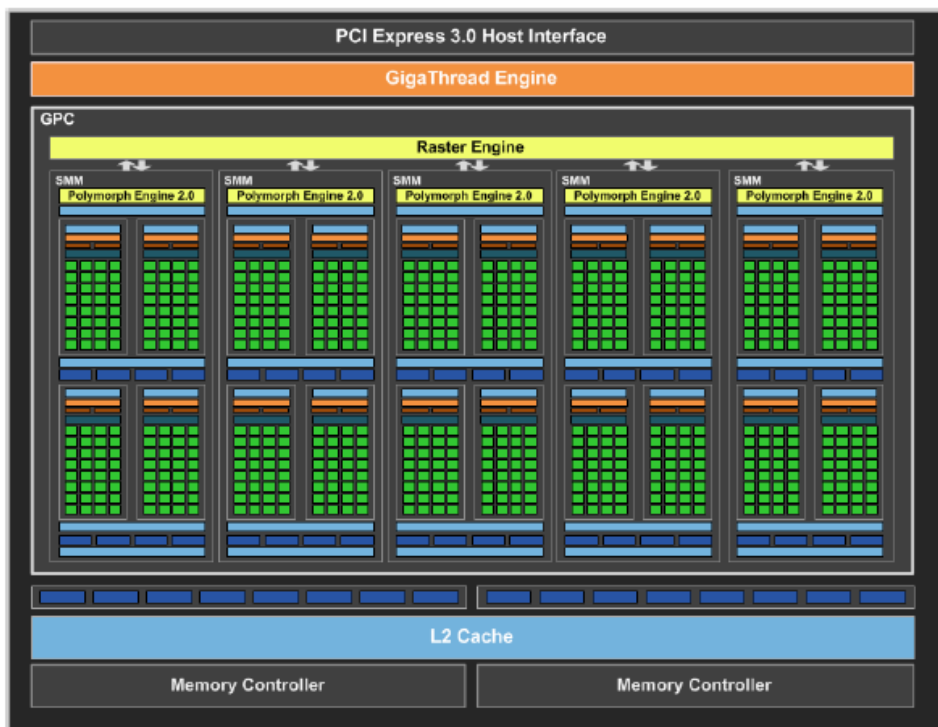 PCI Express 3.0 Host Interface
GigaThread Engine
GPC
Raster Engine
SMM SMM SMM SMM SMM
Polymorph Engine 2.0 Polymorph Engine 2.0 Polymorph Engine 2.0 Polymorph Engine 2.0 Polymorph Engine 2.0
L2 Cache
Memory Controller Memory Controller